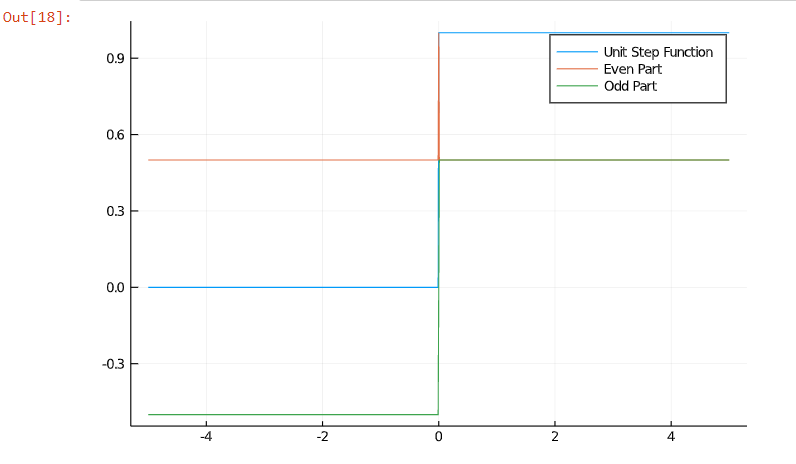 Out[18]:
0.9
0.6
0.3
0.0
-0.3
-4
-2
0
2
4
Unit Step Function
Even Part
Odd Part